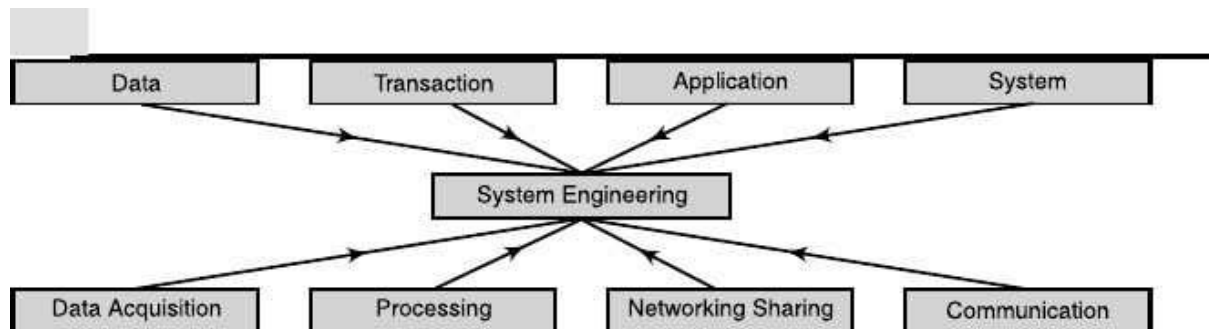 Data
Transaction
Application
System
System Engineering
Data Acquisition
Processing
Networking Sharing
Communication